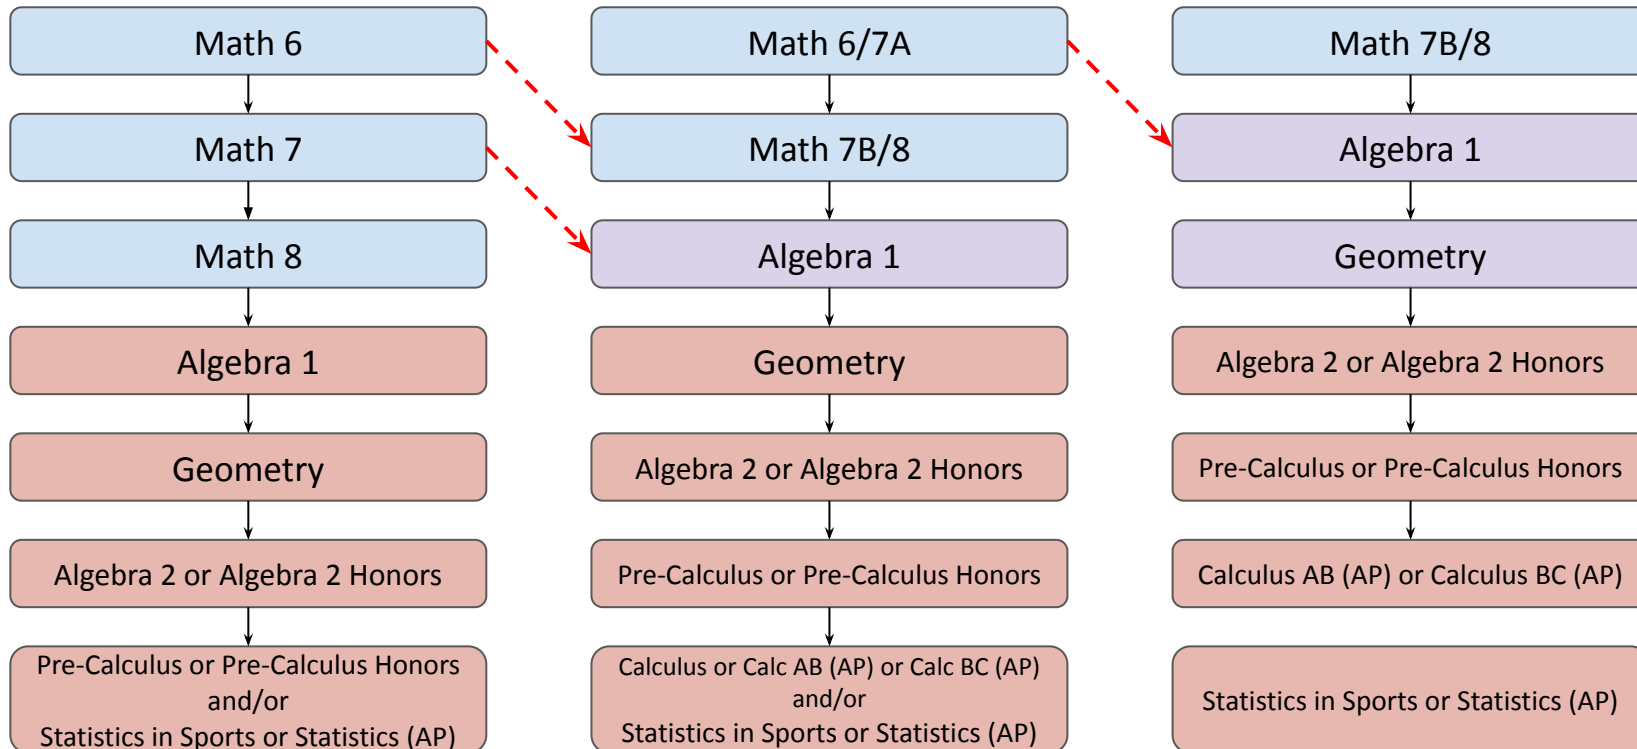 Math 6
Math 6/7A
Math 7B/8
Math 7
Math 7B/8
Algebra 1
Math 8
Algebra 1
Geometry
Algebra 1
Geometry
Algebra 2 or Algebra 2 Honors
Geometry
Algebra 2 or Algebra 2 Honors
Pre-Calculus or Pre-Calculus Honors
Algebra 2 or Algebra 2 Honors
Pre-Calculus or Pre-Calculus Honors
Calculus AB (AP) or Calculus BC (AP)
Pre-Calculus or Pre-Calculus Honors
and/or
Statistics in Sports or Statistics (AP)
Calculus or Calc AB (AP) or Calc BC (AP)
and/or
Statistics in Sports or Statistics (AP)
Statistics in Sports or Statistics (AP)